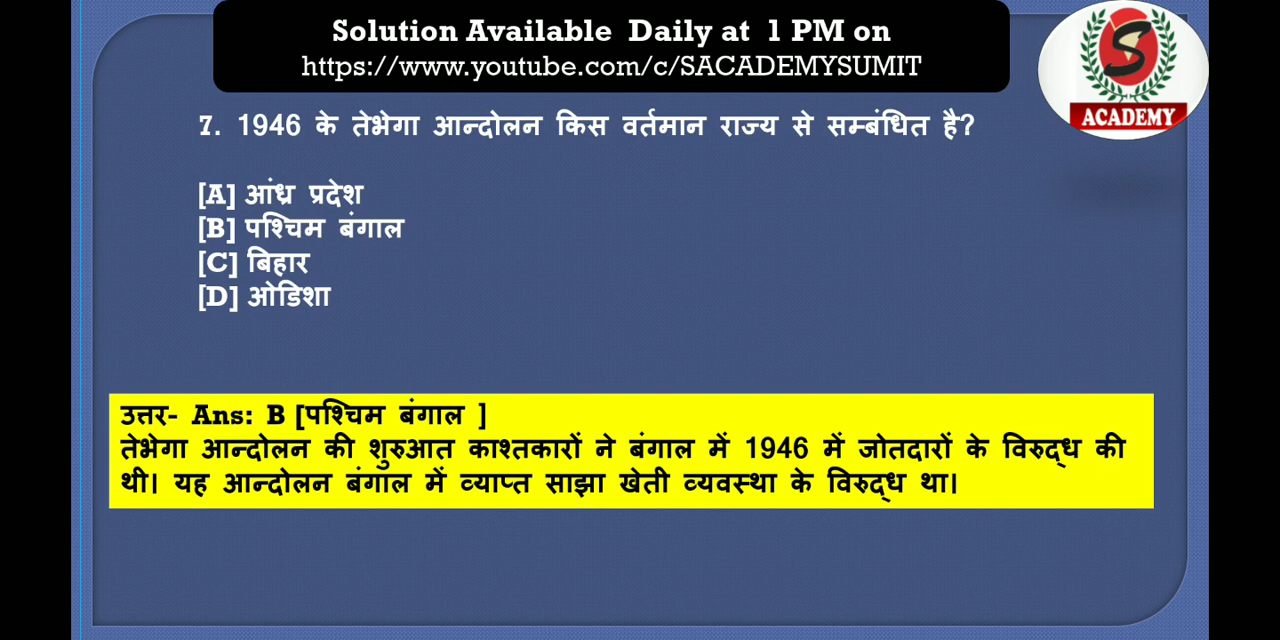 Solution Available Daily at 1 PM on
https://www.youtube.com/c/SACADEMYSUMIT
S
ACADEMY
7. 1946 के तेभेगा आन्दोलन किस वर्तमान राज्य से सम्बंधित है?
[A] आंध्र प्रदेश
[B] पश्चिम बंगाल
[C] बिहार
[D] ओडिशा
उत्तर- Ans: B [पश्चिम बंगाल ]
तेभेगा आन्दोलन की शुरुआत काश्तकारों ने बंगाल में 1946 में जोतदारों के विरुद्ध की
थी। यह आन्दोलन बंगाल में व्याप्त साझा खेती व्यवस्था के विरुद्ध था।